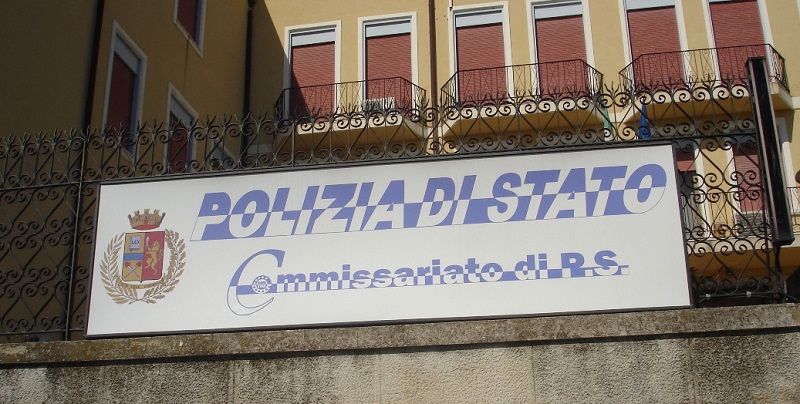 POLIZIA DI STATO
Commissariato di P.S.